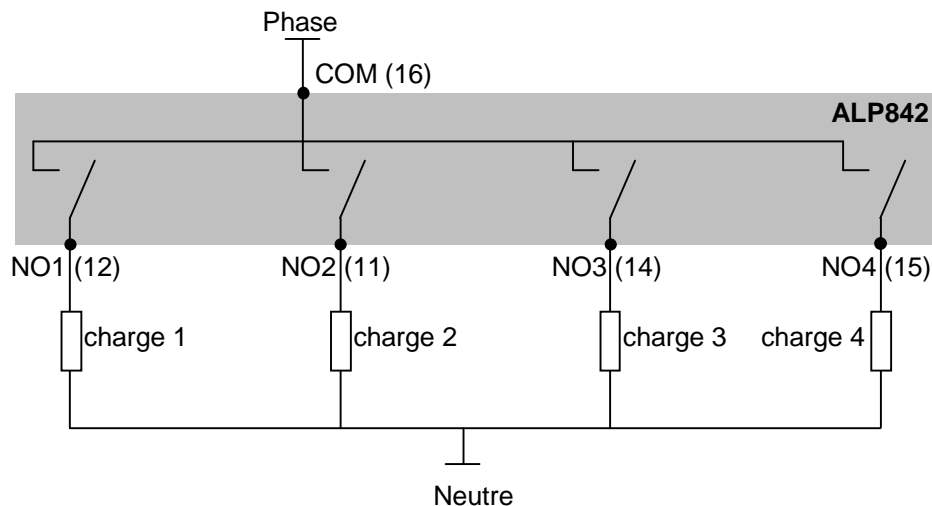 Phase
COM (16)
ALP842
NO1 (12)
NO2 (11)
NO3 (14)
NO4 (15)
charge 1
charge 2
charge 3
charge 4
Neutre